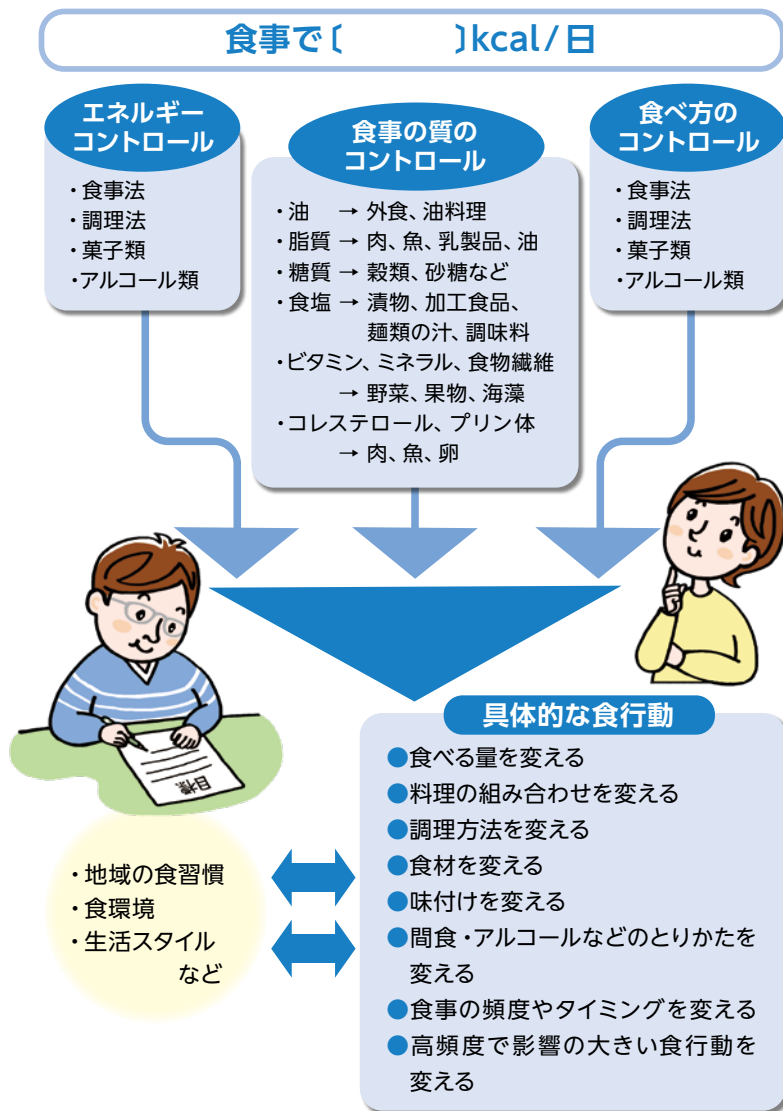 食事で〔　　　〕kcal/日
エネルギー
コントロール
・食事法
・調理法
・菓子類
・アルコール類
食事の質の
コントロール
・油　→ 外食、油料理
・脂質 → 肉、魚、乳製品、油
・糖質 → 穀類、砂糖など
・食塩 → 漬物、加工食品、
麺類の汁、調味料
・ビタミン、ミネラル、食物繊維
→ 野菜、果物、海藻
・コレステロール、プリン体
→ 肉、魚、卵
食べ方の
コントロール
・食事法
・調理法
・菓子類
・アルコール類
目標
具体的な食行動
●食べる量を変える
●料理の組み合わせを変える
●調理方法を変える
●食材を変える
●味付けを変える
●間食・アルコールなどのとりかたを
変える
●食事の頻度やタイミングを変える
●高頻度で影響の大きい食行動を
変える
・地域の食習慣
・食環境
・生活スタイル
など